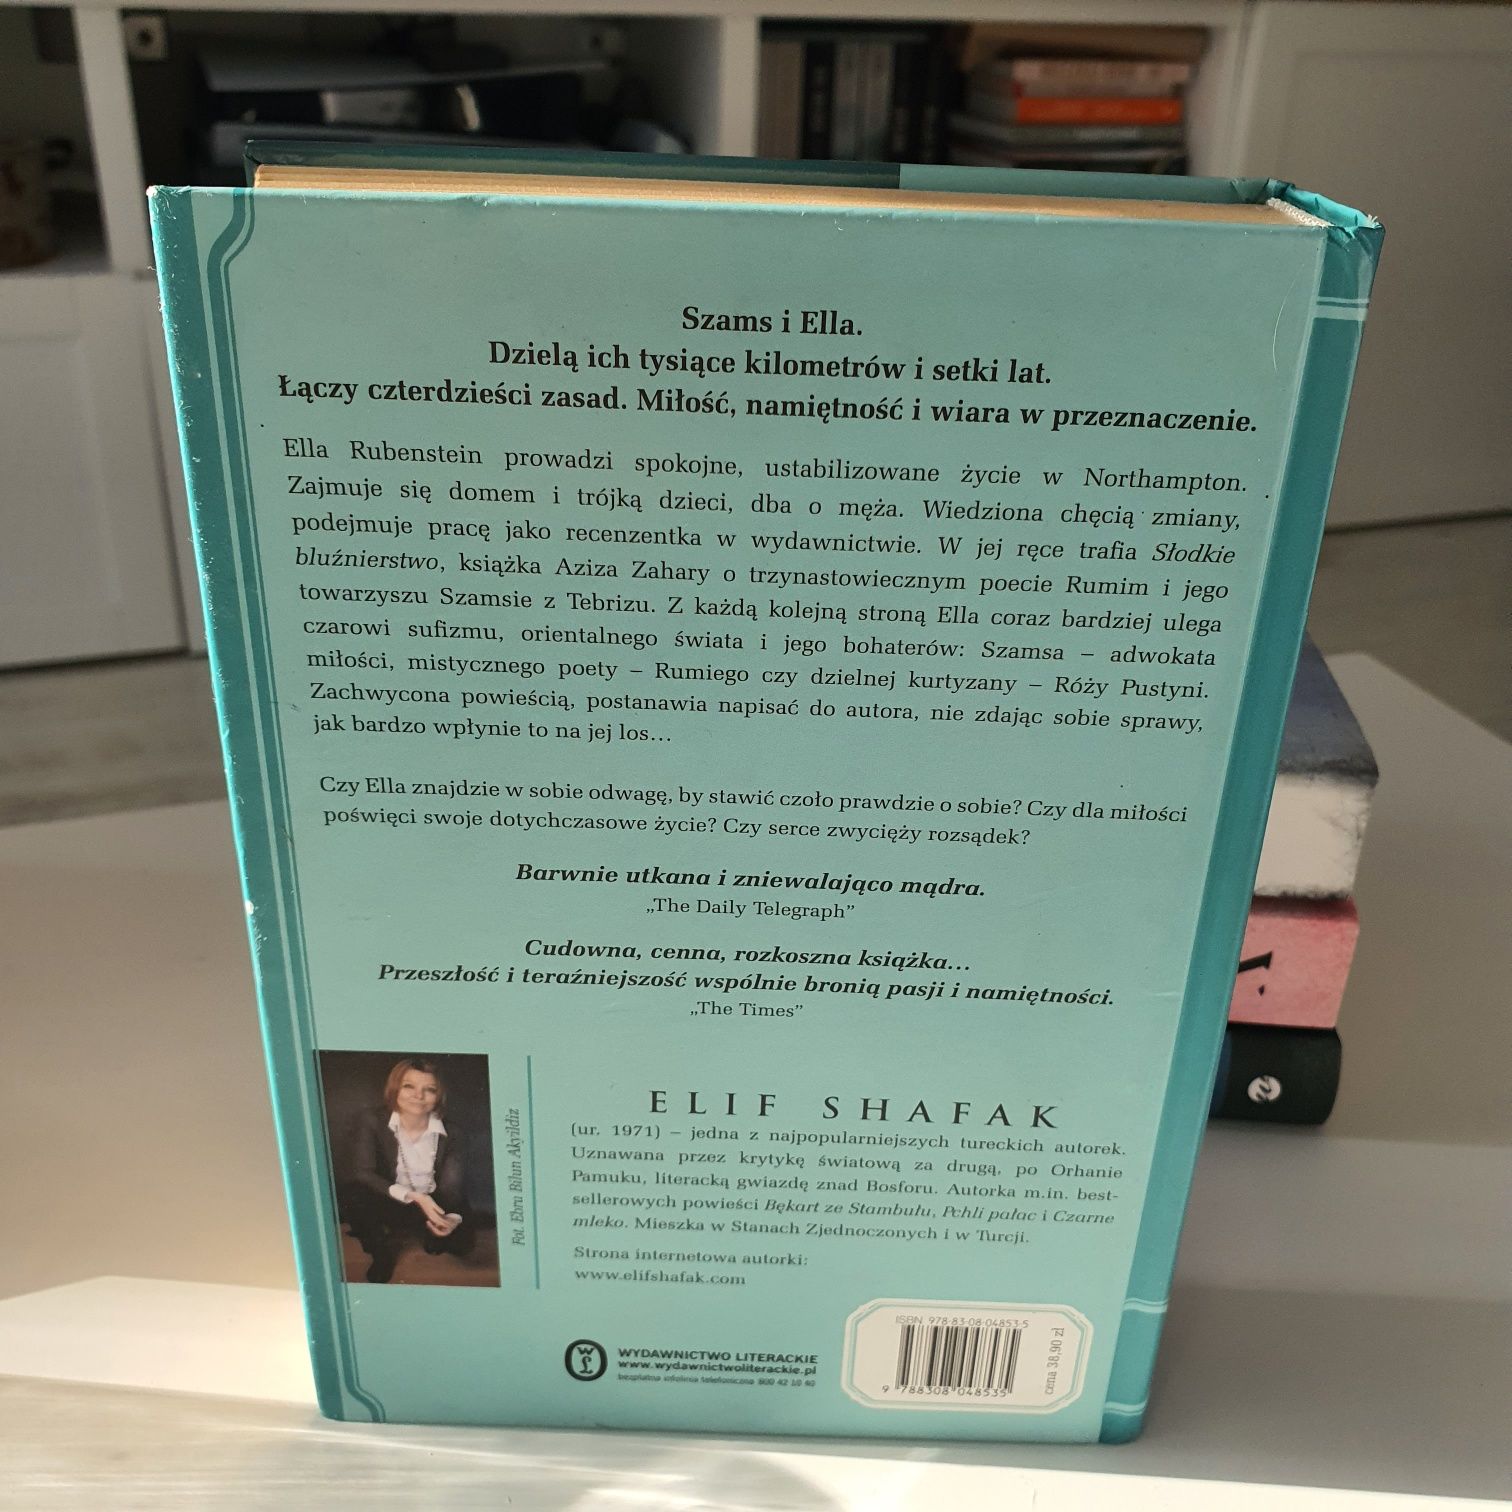 Szams i Ella.
Dzielą ich tysiące kilometrów i setki lat.
Łączy czterdzieści zasad. Miłość, namiętność i wiara w przeznaczenie.
Ella Rubenstein prowadzi spokojne, ustabilizowane życie w Northampton.
Zajmuje się domem i trójką dzieci, dba o męża. Wiedziona chęcią zmiany,
podejmuje pracę jako recenzentka w wydawnictwie. W jej ręce trafia Słodkie
bluźnierstwo, książka Aziza Zahary o trzynastowiecznym poecie Rumim i jego
towarzyszu Szamsie z Tebrizu. Z każdą kolejną stroną Ella coraz bardziej ulega
czarowi sufizmu, orientalnego świata i jego bohaterów: Szamsa – adwokata
miłości, mistycznego poety – Rumiego czy dzielnej kurtyzany – Róży Pustyni.
Zachwycona powieścią, postanawia napisać do autora, nie zdając sobie sprawy,
jak bardzo wpłynie to na jej los...
Czy Ella znajdzie w sobie odwagę, by stawić czoło prawdzie o sobie? Czy dla miłości
poświęci swoje dotychczasowe życie? Czy serce zwycięży rozsądek?
Barwnie utkana i zniewalająco mądra.
„The Daily Telegraph”
Cudowna, cenna, rozkoszna książka...
Przeszłość i teraźniejszość wspólnie bronią pasji i namiętności.
„The Times”
Fot. Ebru Bilun Akyildiz
ELIF SHAFAK
(ur. 1971) – jedna z najpopularniejszych tureckich autorek.
Uznawana przez krytykę światową za drugą, po Orhanie
Pamuku, literacką gwiazdę znad Bosforu. Autorka m.in. best-
sellerowych powieści Bękart ze Stambułu, Pchli pałac i Czarne
mleko. Mieszka w Stanach Zjednoczonych i w Turcji.
Strona internetowa autorki:
www.elifshafak.com
WL
WYDAWNICTWO LITERACKIE
www.wydawnictwoliterackie.pl
bezpłatna infolinia telefoniczna 800 42 10 40
ISBN 978-83-08-04853-5
9 788308 048535
cena 38,90 zł